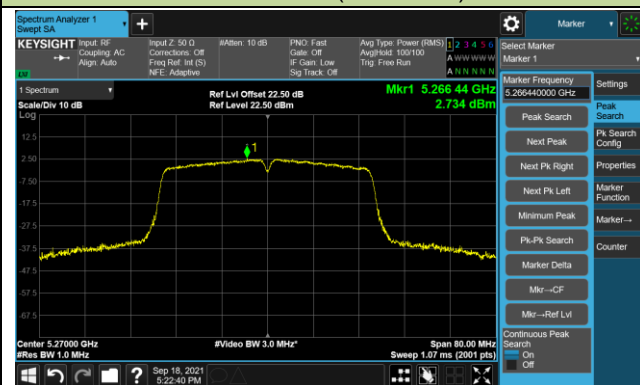 Spectrum Analyzer 1
Swept SA
Marker
KEYSIGHT
Input: RF
Coupling: AC
Align: Auto
Input Z: 50 Ω
Corrections: Off
Freq Ref: Int (S)
NFE: Adaptive
#Atten: 10 dB
PNO: Fast
Gate: Off
IF Gain: Low
Sig Track: Off
Avg Type: Power (RMS)
Avg|Hold: 100/100
Trig: Free Run
1 2 3 4 5 6
A W W W W W
A N N N N N
Select Marker
Marker 1
1 Spectrum
Scale/Div 10 dB
Ref Lvl Offset 22.50 dB
Ref Level 22.50 dBm
Mkr1 5.266 44 GHz
2.734 dBm
Log
12.5
2.50
-7.50
-17.5
-27.5
-37.5
-47.5
-57.5
-67.5
1
Center 5.27000 GHz
#Res BW 1.0 MHz
#Video BW 3.0 MHz*
Span 80.00 MHz
Sweep 1.07 ms (2001 pts)
Marker Frequency
5.266440000 GHz
Peak Search
Next Peak
Next Pk Right
Next Pk Left
Minimum Peak
Pk-Pk Search
Marker Delta
Mkr→CF
Mkr→Ref Lvl
Continuous Peak
Search
On
Off
Settings
Peak
Search
Pk Search
Config
Properties
Marker
Function
Marker→
Counter
Sep 18, 2021
5:22:40 PM